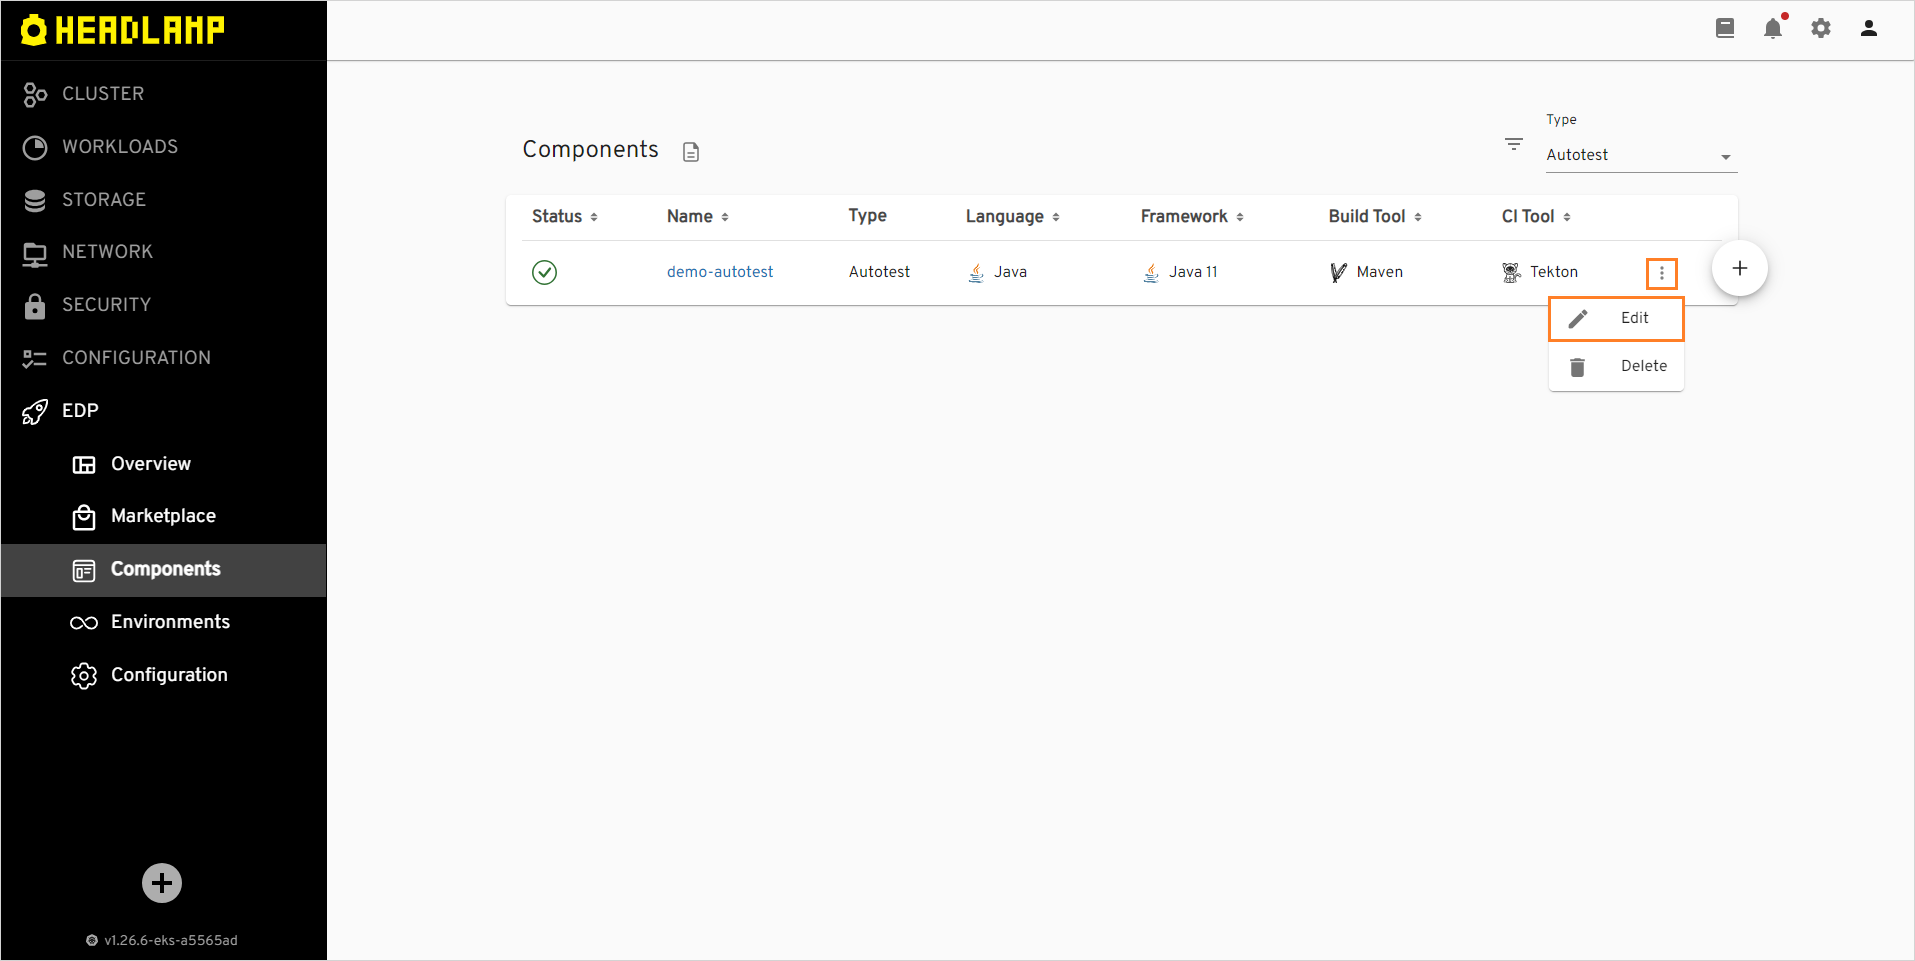 HEADLAMP
CLUSTER
WORKLOADS
STORAGE
NETWORK
SECURITY
CONFIGURATION
EDP
Overview
Marketplace
Components
Environments
Configuration
v1.26.6-eks-a5565ad
Components
Type
Autotest
Status Name Type Language Framework Build Tool CI Tool
demo-autotest Autotest Java Java 11 Maven Tekton
Edit
Delete